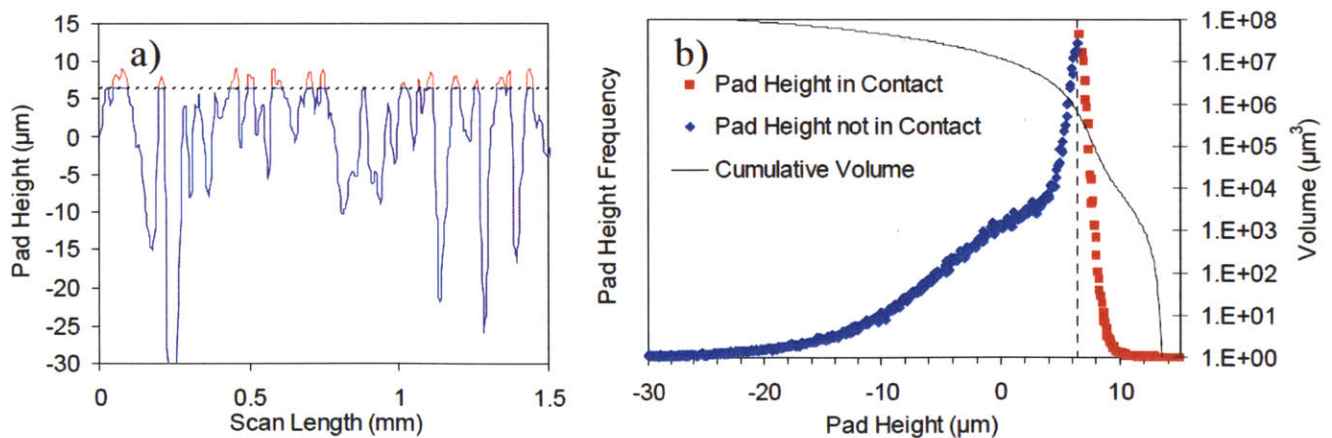 a)
Pad Height (µm)
15
10
5
0
-5
-10
-15
-20
-25
-30
0
0.5
1
1.5
Scan Length (mm)
b)
Pad Height Frequency
Pad Height in Contact
Pad Height not in Contact
Cumulative Volume
-30
-20
-10
0
10
Pad Height (µm)
1.E+08
1.E+07
1.E+06
1.E+05
1.E+04
1.E+03
1.E+02
1.E+01
1.E+00
Volume (µm³)